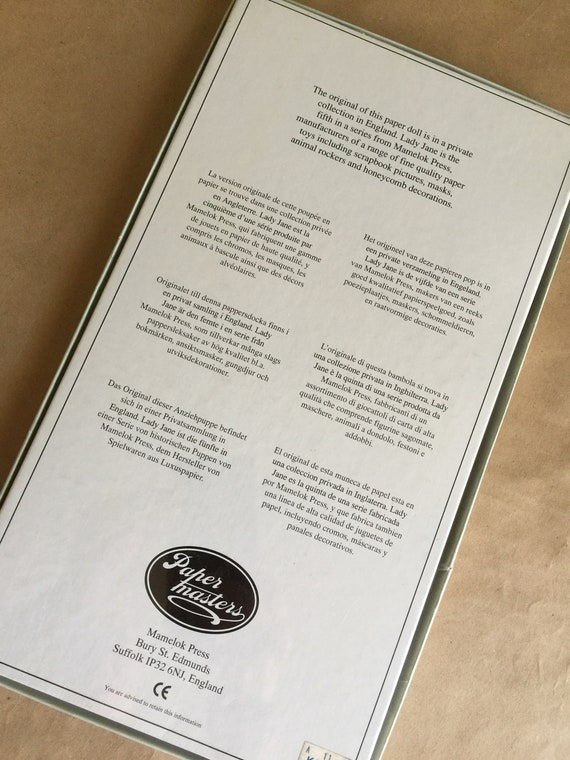 The original of this paper doll is in a private
collection in England. Lady Jane is the
fifth in a series from Mamelok Press,
manufacturers of a range of fine quality paper
toys including scrapbook pictures, masks,
animal rockers and honeycomb decorations.
La version originale de cette poupée en
papier se trouve dans une collection privée
en Angleterre. Lady Jane est la
cinquième d'une série produite par
Mamelok Press, qui fabriquent une gamme
de jouets en papier de haute qualité, y
compris les chromos, les masques, les
animaux à bascule ainsi que des décors
alvéolaires.
Het origineel van deze papieren pop is in
een private verzameling in Engeland.
Lady Jane is de vijfde van een serie
van Mamelok Press, makers van een reeks
goed kwalitatief papierspeelgoed, zoals
poezieplaatjes, maskers, schommeldieren,
en raatvormige decoraties.
Originalet till denna pappersdocka finns i
en privat samling i England. Lady
Jane är den femte i en serie från
Mamelok Press, som tillverkar många slags
pappersleksaker av hög kvalitet bl.a.
bokmärken, ansiktsmasker, gungdjur och
utviksdekorationer.
L'originale di questa bambola si trova in
una collezione privata in Inghilterra. Lady
Jane è la quinta di una serie prodotta da
Mamelok Press, fabbricanti di un
assortimento di giocattoli di carta di alta
qualità che comprende figurine sagomate,
maschere, animali a dondolo, festoni e
addobbi.
Das Original dieser Anziehpuppe befindet
sich in einer Privatsammlung in
England. Lady Jane ist die fünfte in
einer Serie von historischen Puppen von
Mamelok Press, dem Hersteller von
Spielwaren aus Luxuspapier.
El original de esta muneca de papel esta en
una coleccion privada en Inglaterra. Lady
Jane es la quinta de una serie fabricada
por Mamelok Press, y que fabrica tambien
una linea de alta calidad de juguetes de
papel, incluyendo cromos, máscaras y
panales decorativos.
Paper
masters
Mamelok Press
Bury St. Edmunds
Suffolk IP32 6NJ, England
CE
You are advised to retain this information